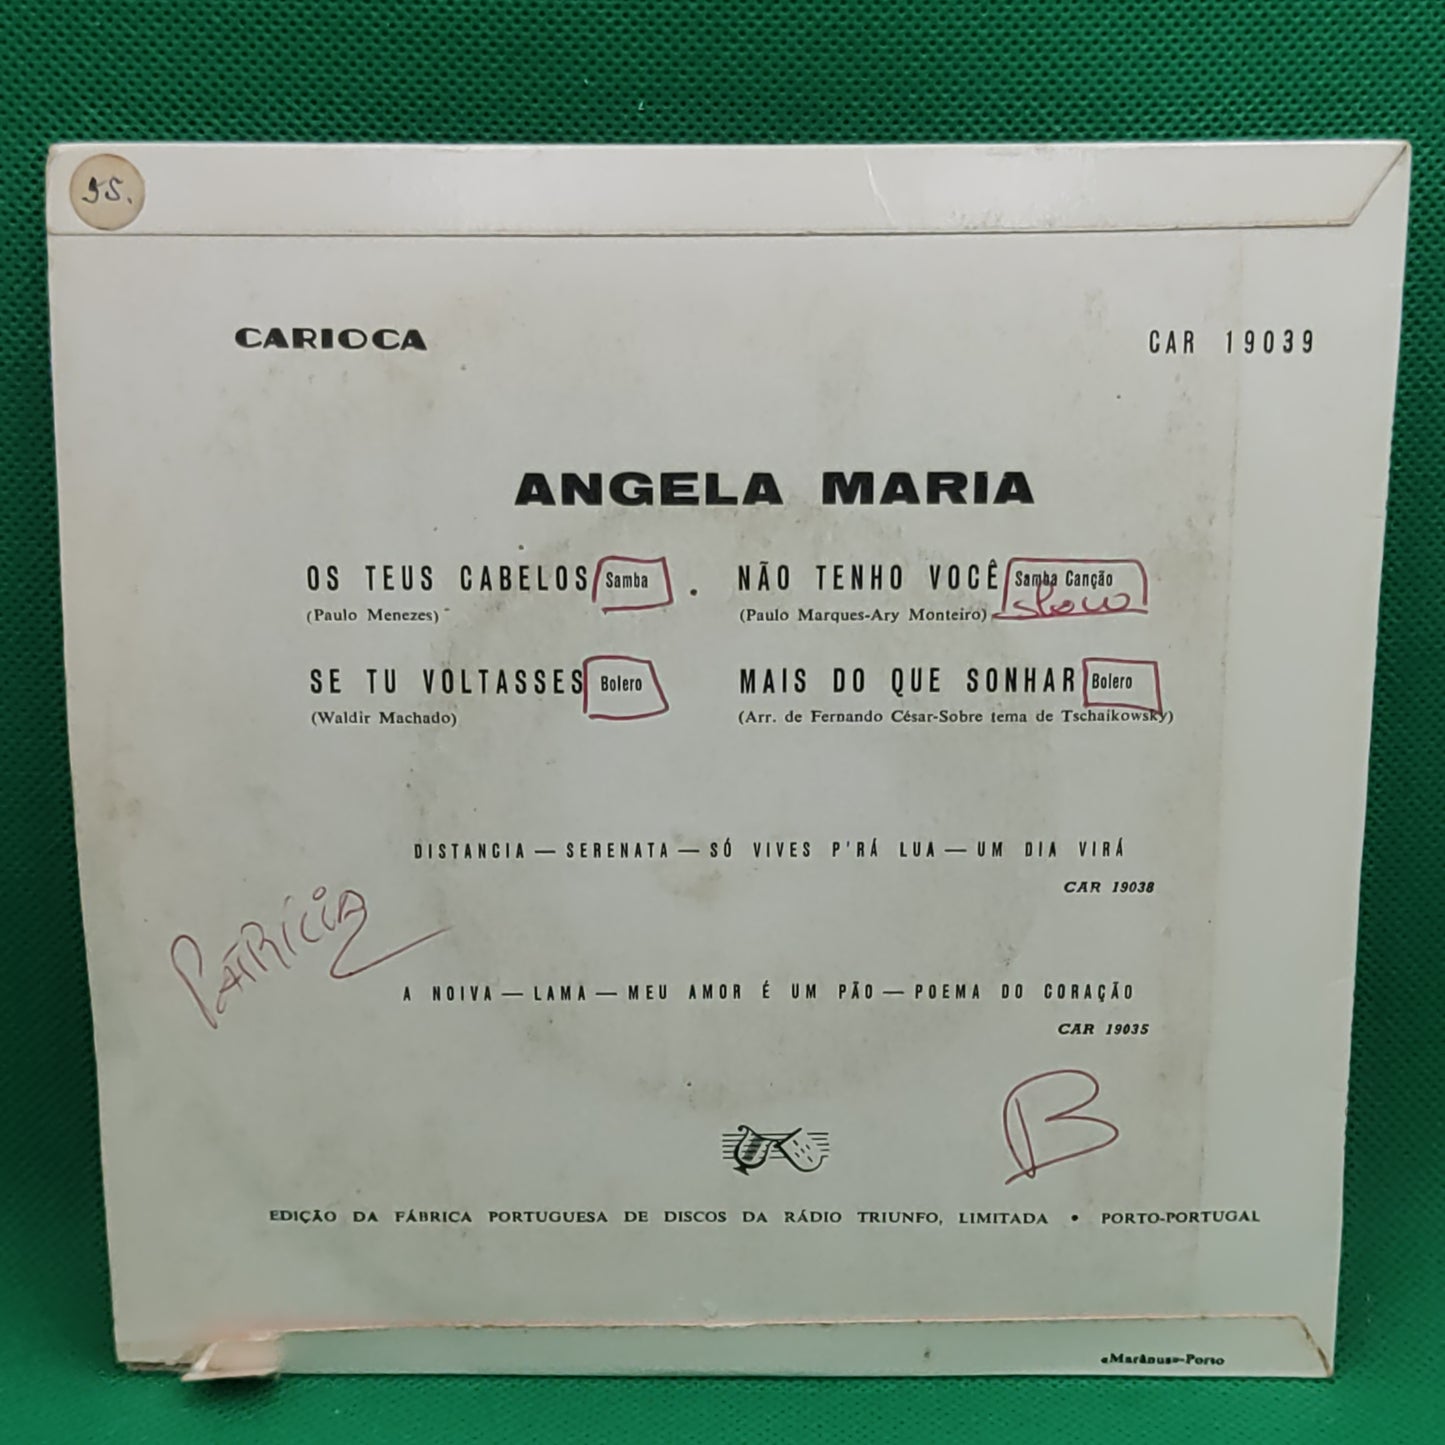 55.
CARIOCA CAR 19039
ANGELA MARIA
OS TEUS CABELOS Samba . NÃO TENHO VOCÊ Samba Canção
(Paulo Menezes) (Paulo Marques-Ary Monteiro) slow
SE TU VOLTASSES Bolero MAIS DO QUE SONHAR Bolero
(Waldir Machado) (Arr. de Fernando César-Sobre tema de Tschaikowsky)
DISTANCIA — SERENATA — SÓ VIVES P'RÁ LUA — UM DIA VIRÁ
CAR 19038
PATRÍCIA
A NOIVA — LAMA — MEU AMOR É UM PÃO — POEMA DO CORAÇÃO
CAR 19035
B
EDIÇÃO DA FÁBRICA PORTUGUESA DE DISCOS DA RÁDIO TRIUNFO, LIMITADA • PORTO-PORTUGAL
«Marânus»-Porto